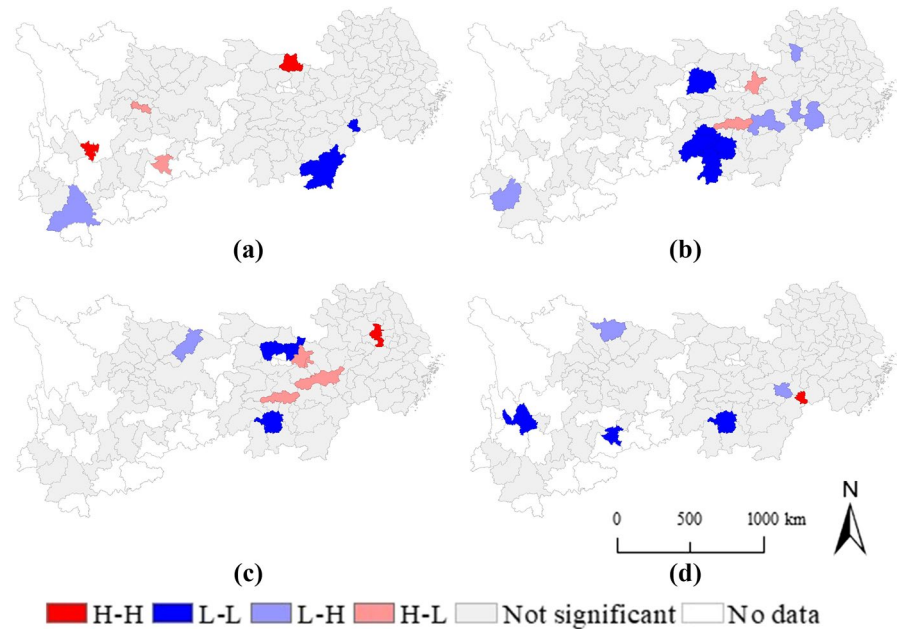 (a) (b)
N
0 500 1000 km
(c) (d)
H-H L-L L-H H-L Not significant No data